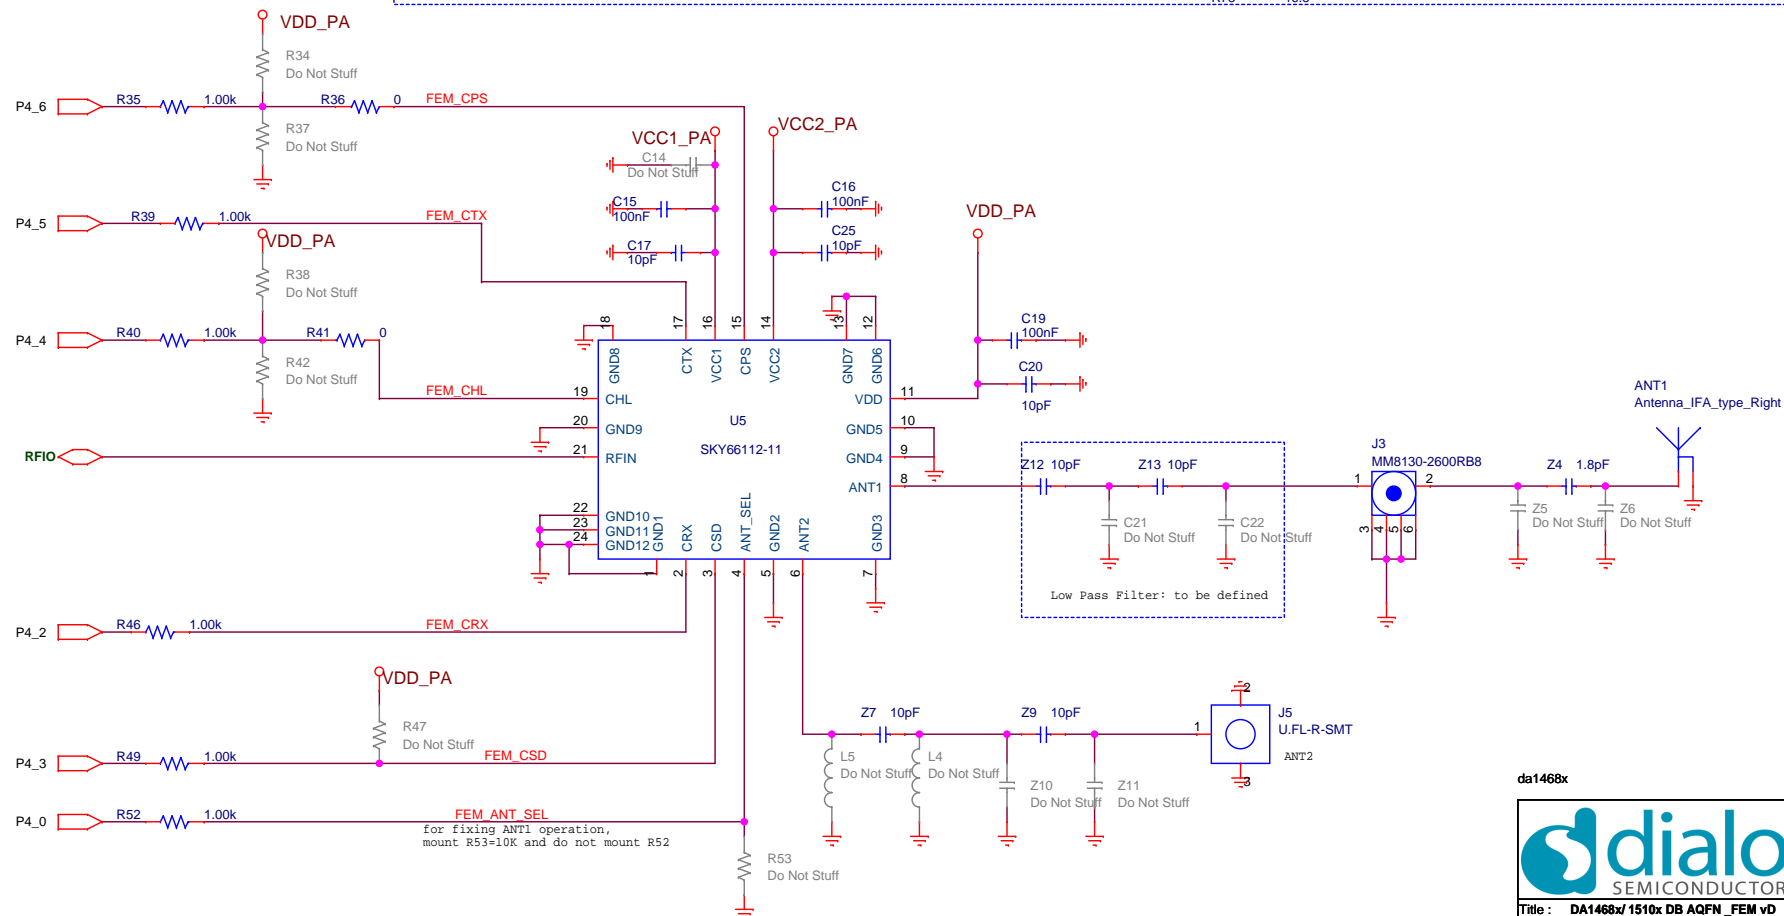 VDD_PA
R34
Do Not Stuff
P4_6
R35
1.00k
R36
0
FEM_CPS
R37
Do Not Stuff
VCC1_PA
VCC2_PA
C14
Do Not Stuff
C15
100nF
C17
10pF
C16
100nF
C25
10pF
P4_5
R39
1.00k
FEM_CTX
VDD_PA
R38
Do Not Stuff
P4_4
R40
1.00k
R41
0
R42
Do Not Stuff
FEM_CHL
VDD_PA
C19
100nF
C20
10pF
18
17
16
15
14
13
12
GND8
CTX
VCC1
CPS
VCC2
GND7
GND6
19
CHL
VDD
11
20
GND9
GND5
10
RFIO
21
RFIN
GND4
9
ANT1
8
U5
SKY66112-11
22
GND10
23
GND11
24
GND12
GND1
CRX
CSD
ANT_SEL
GND2
ANT2
GND3
1
2
3
4
5
6
7
Z12
10pF
Z13
10pF
C21
Do Not Stuff
C22
Do Not Stuff
Low Pass Filter: to be defined
J3
MM8130-2600RB8
1
2
3
4
5
6
Z4
1.8pF
Z5
Do Not Stuff
Z6
Do Not Stuff
ANT1
Antenna_IFA_type_Right
P4_2
R46
1.00k
FEM_CRX
VDD_PA
R47
Do Not Stuff
P4_3
R49
1.00k
FEM_CSD
P4_0
R52
1.00k
FEM_ANT_SEL
for fixing ANT1 operation,
mount R53=10K and do not mount R52
R53
Do Not Stuff
Z7
10pF
Z9
10pF
L5
Do Not Stuff
L4
Do Not Stuff
Z10
Do Not Stuff
Z11
Do Not Stuff
1
2
3
J5
U.FL-R-SMT
ANT2
da1468x
dialo
SEMICONDUCTOR
Title : DA1468x/ 1510x DB AQFN _FEM vD